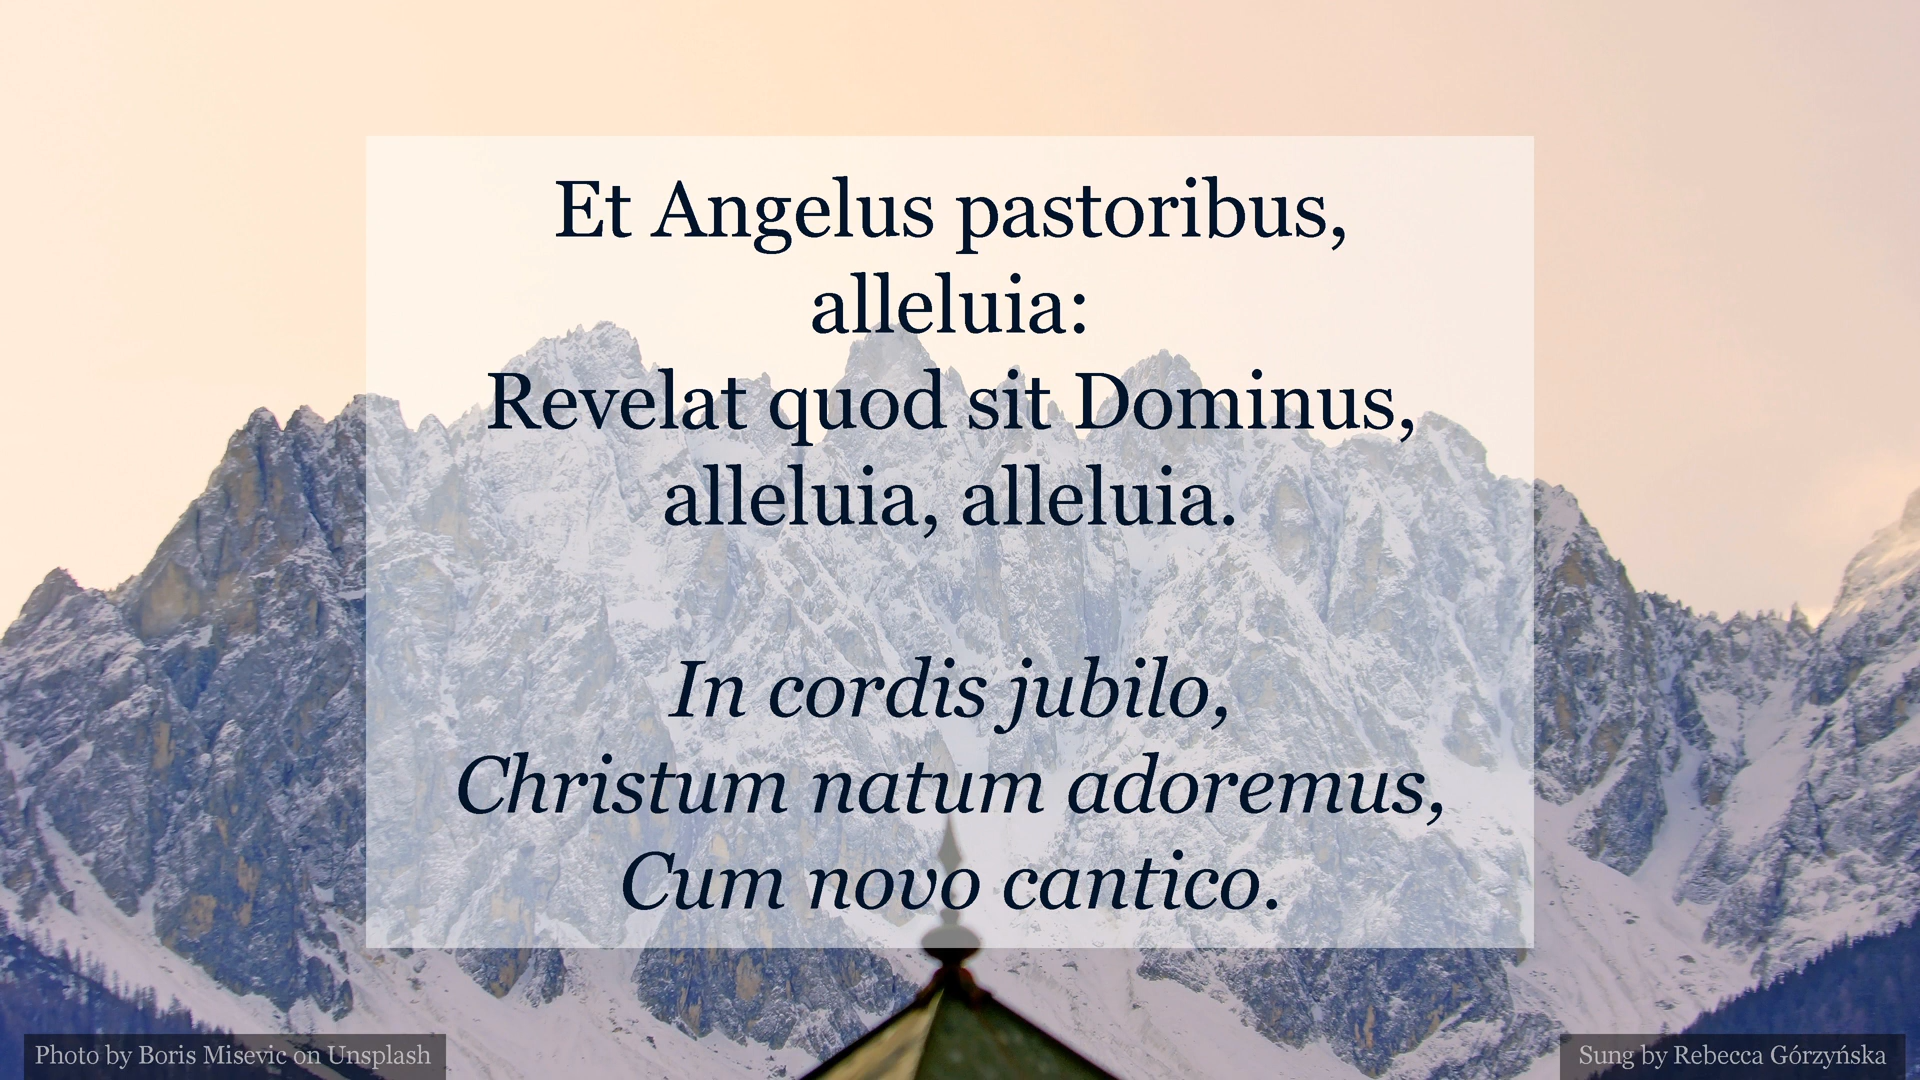 Et Angelus pastoribus,
alleluia:
Revelat quod sit Dominus,
alleluia, alleluia.
In cordis jubilo,
Christum natum adoremus,
Cum novo cantico.
Photo by Boris Misevic on Unsplash
Sung by Rebecca Górzyńska